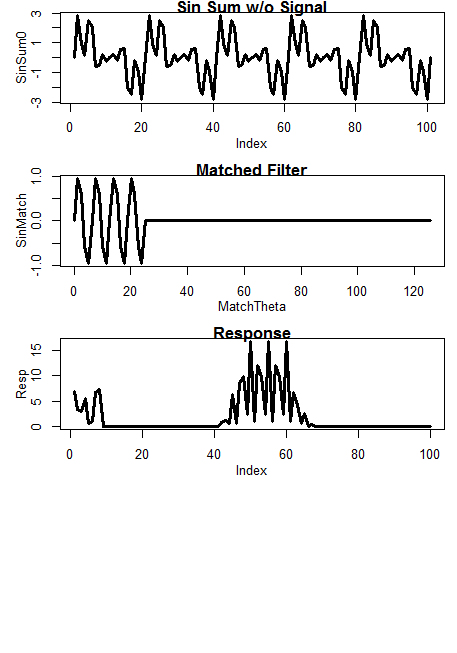 Sin Sum w/o Signal
SinSum0
3
1
-1
-3
0 20 40 60 80 100
Index
Matched Filter
SinMatch
1.0
0.0
-1.0
0 20 40 60 80 100 120
MatchTheta
Response
Resp
15
10
5
0
0 20 40 60 80 100
Index